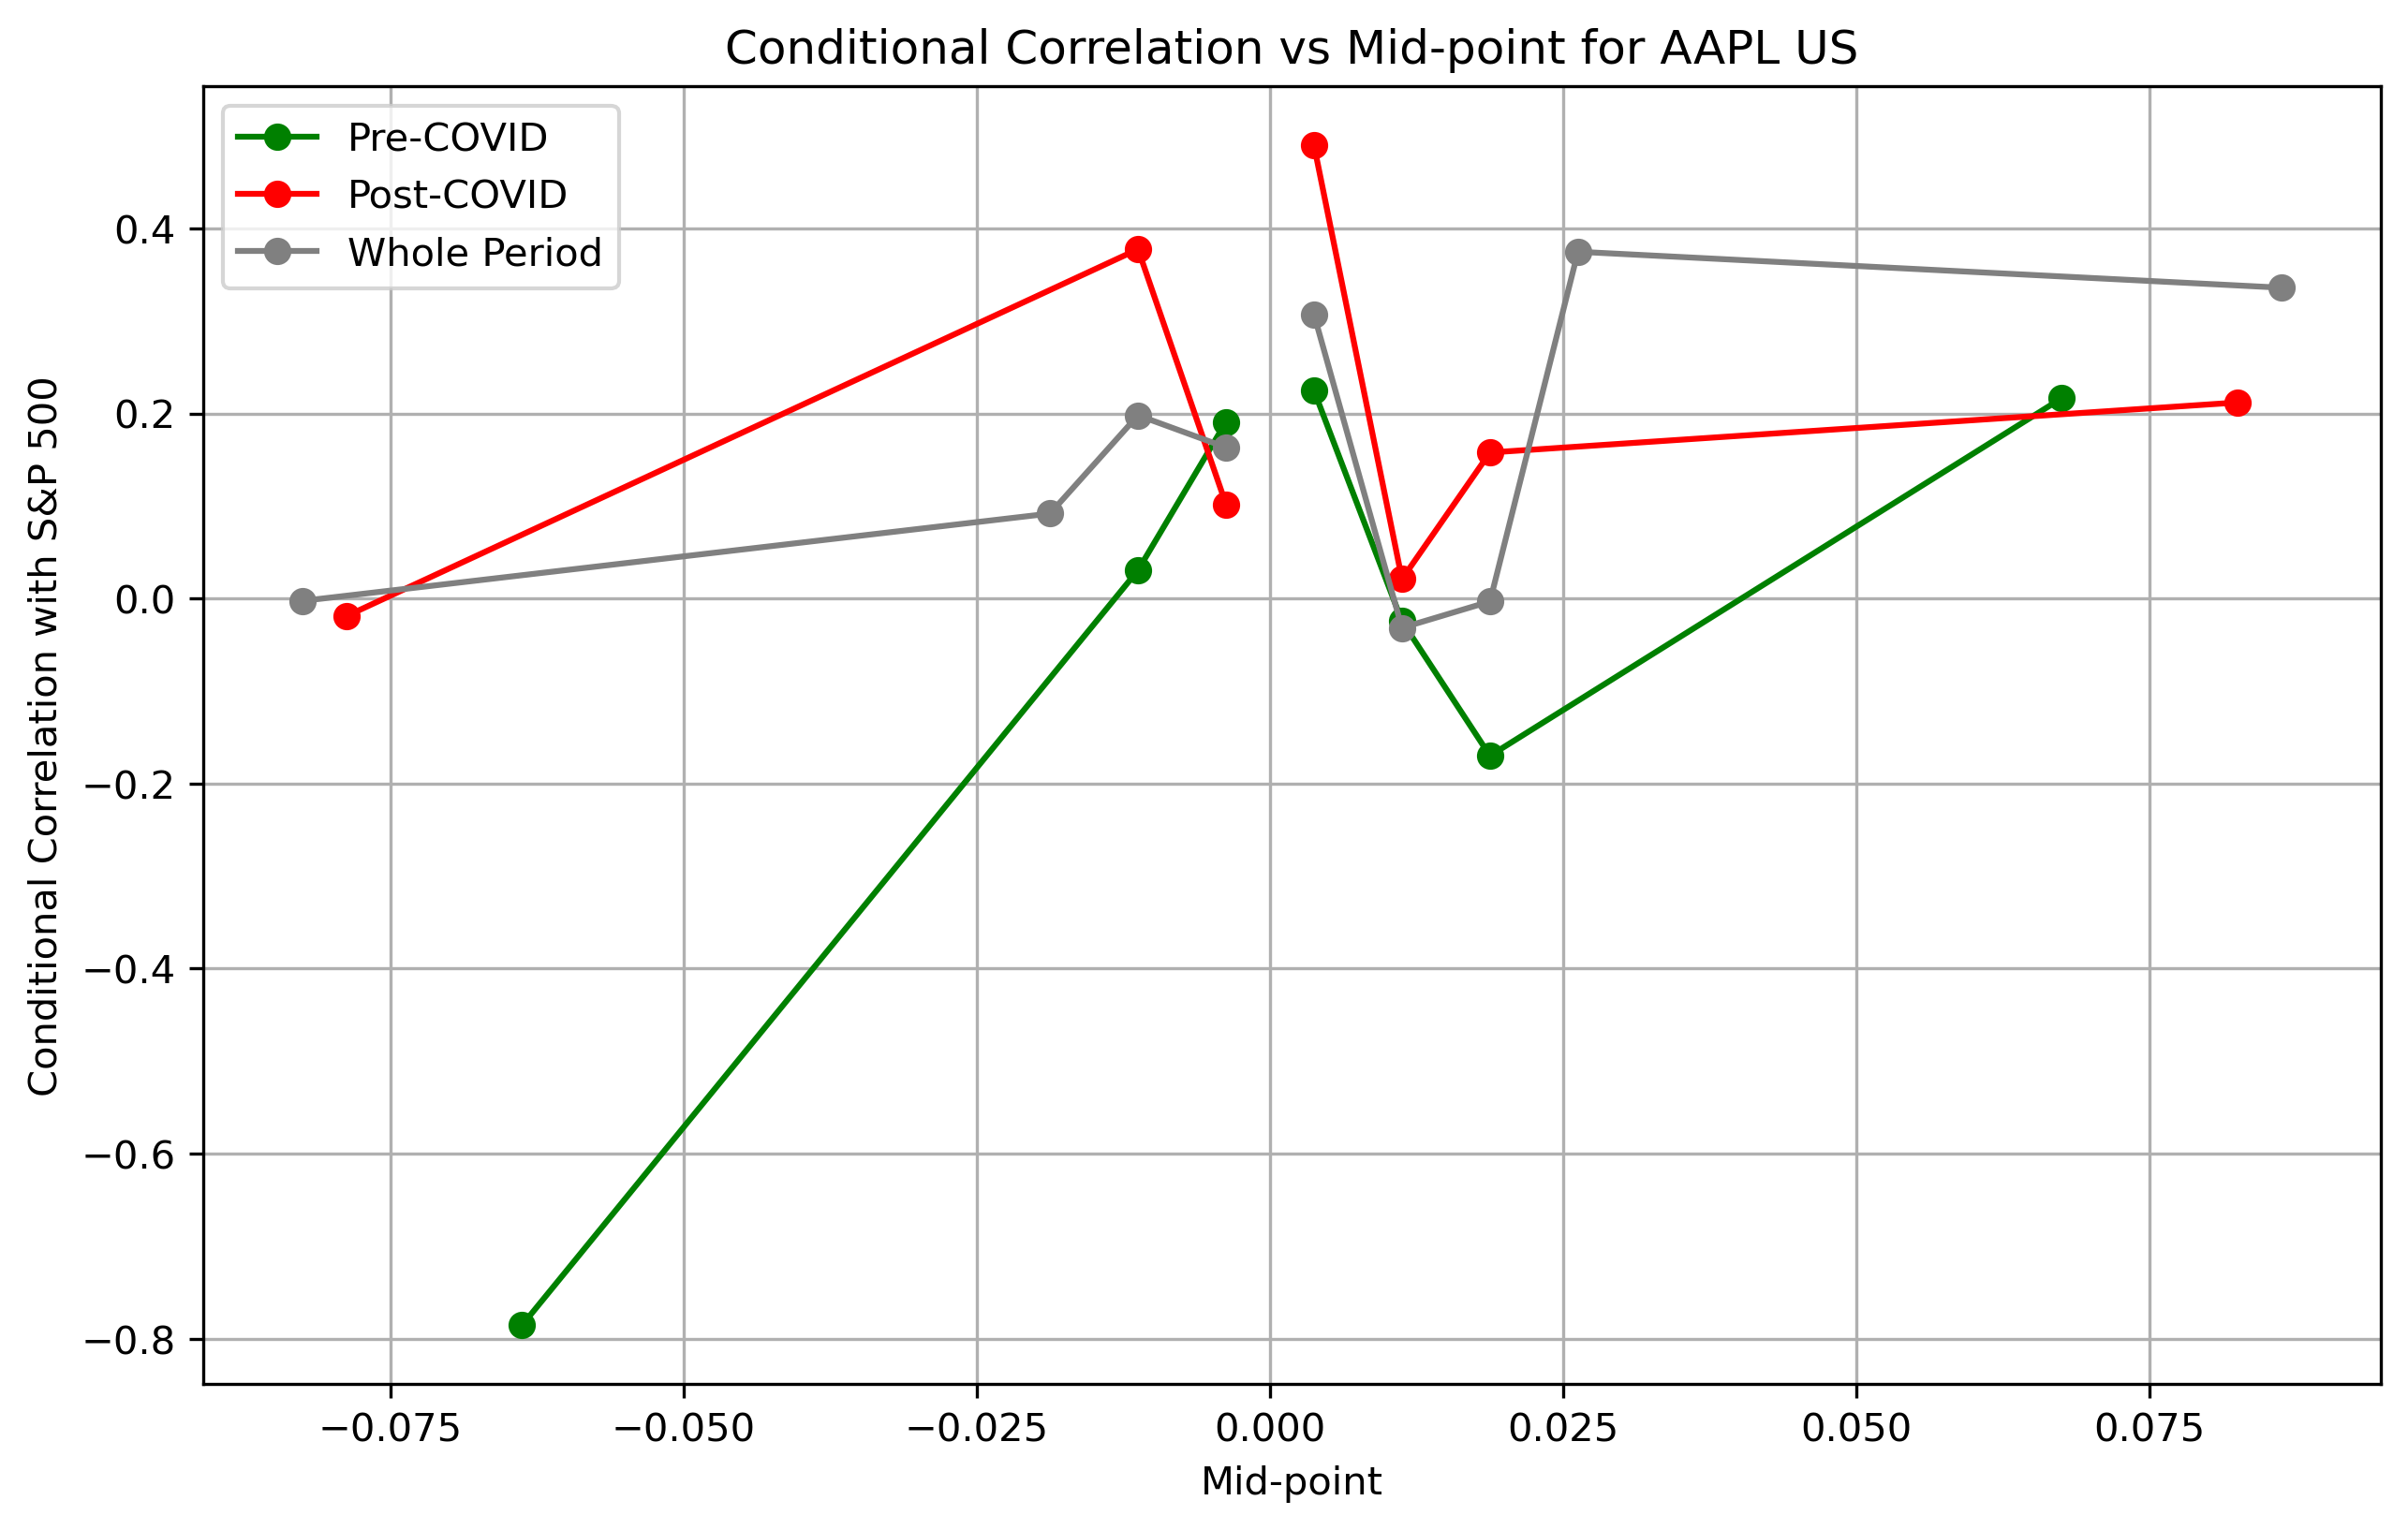 Conditional Correlation vs Mid-point for AAPL US
Pre-COVID
Post-COVID
Whole Period
Conditional Correlation with S&P 500
0.4
0.2
0.0
−0.2
−0.4
−0.6
−0.8
−0.075
−0.050
−0.025
0.000
0.025
0.050
0.075
Mid-point